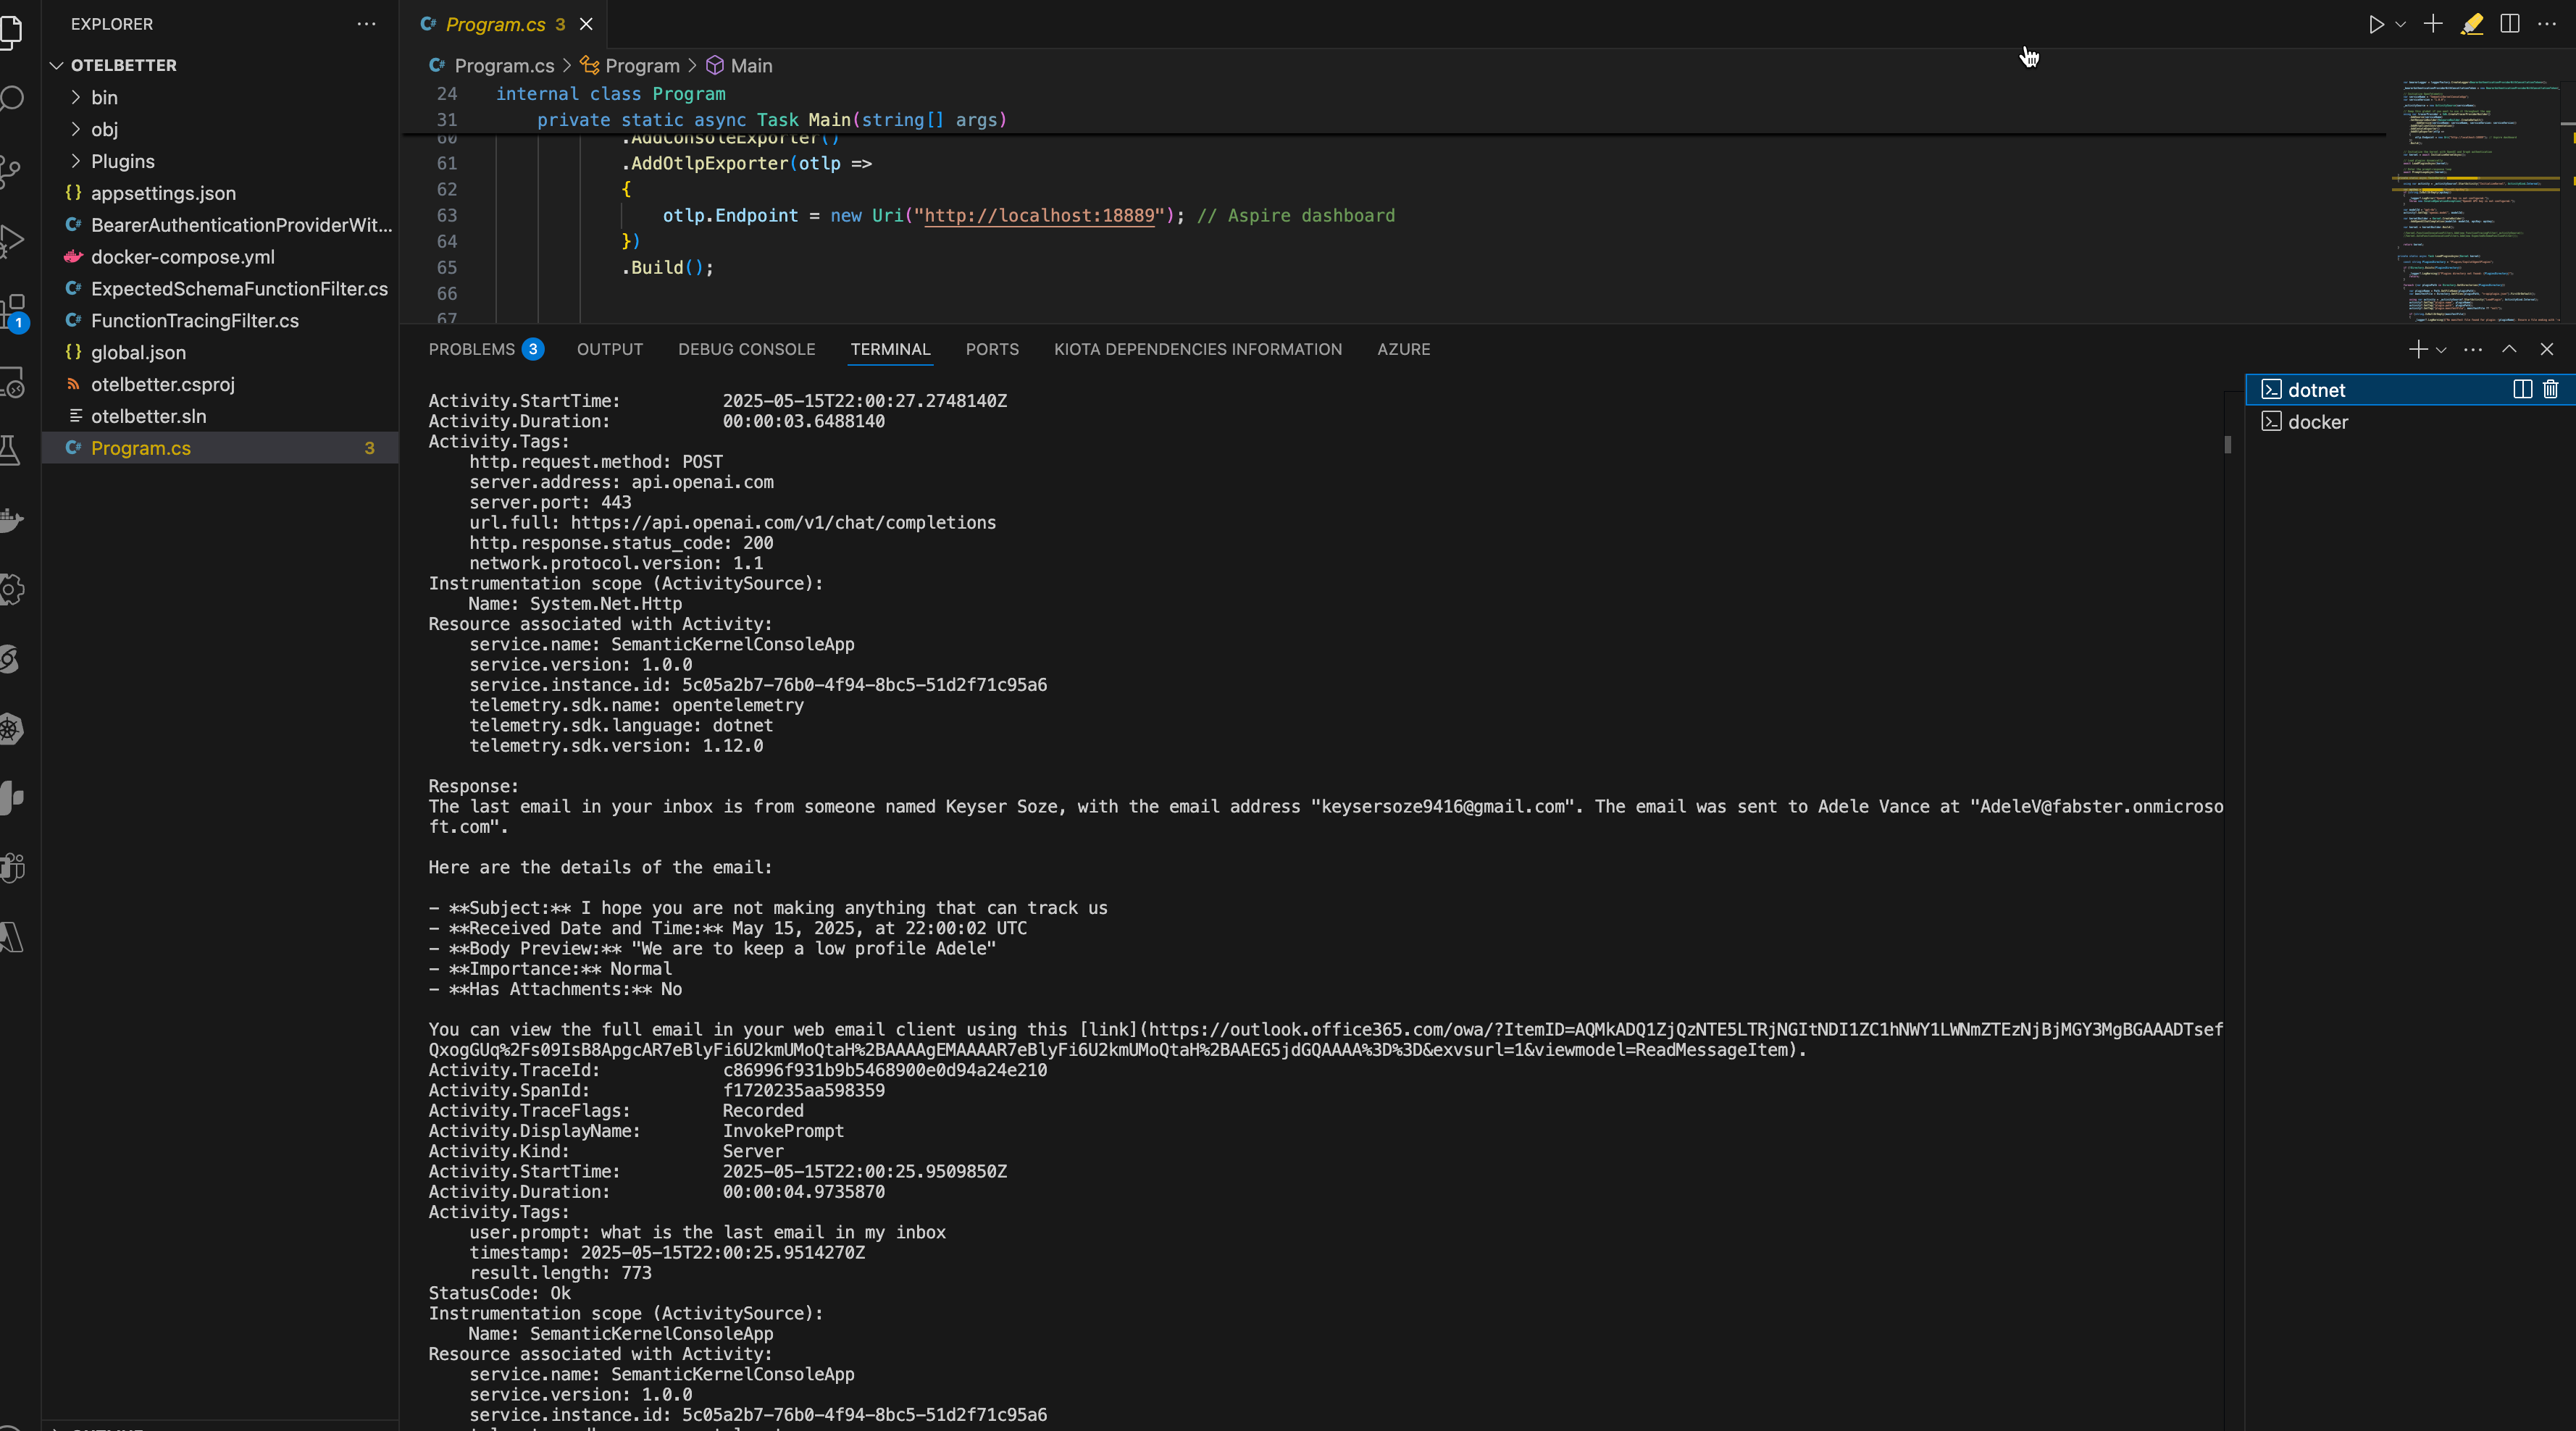 EXPLORER
OTELBETTER
bin
obj
Plugins
appsettings.json
BearerAuthenticationProviderWit...
docker-compose.yml
ExpectedSchemaFunctionFilter.cs
FunctionTracingFilter.cs
global.json
otelbetter.csproj
otelbetter.sln
Program.cs 3
1
Program.cs 3
Program.cs > Program > Main
24 internal class Program
31 private static async Task Main(string[] args)
60 .AddConsoleExporter()
61 .AddOtlpExporter(otlp =>
62 {
63 otlp.Endpoint = new Uri("http://localhost:18889"); // Aspire dashboard
64 })
65 .Build();
66
67
PROBLEMS 3 OUTPUT DEBUG CONSOLE TERMINAL PORTS KIOTA DEPENDENCIES INFORMATION AZURE
dotnet
docker
Activity.StartTime: 2025-05-15T22:00:27.2748140Z
Activity.Duration: 00:00:03.6488140
Activity.Tags:
http.request.method: POST
server.address: api.openai.com
server.port: 443
url.full: https://api.openai.com/v1/chat/completions
http.response.status_code: 200
network.protocol.version: 1.1
Instrumentation scope (ActivitySource):
Name: System.Net.Http
Resource associated with Activity:
service.name: SemanticKernelConsoleApp
service.version: 1.0.0
service.instance.id: 5c05a2b7-76b0-4f94-8bc5-51d2f71c95a6
telemetry.sdk.name: opentelemetry
telemetry.sdk.language: dotnet
telemetry.sdk.version: 1.12.0
Response:
The last email in your inbox is from someone named Keyser Soze, with the email address "keysersoze9416@gmail.com". The email was sent to Adele Vance at "AdeleV@fabster.onmicroso
ft.com".
Here are the details of the email:
- **Subject:** I hope you are not making anything that can track us
- **Received Date and Time:** May 15, 2025, at 22:00:02 UTC
- **Body Preview:** "We are to keep a low profile Adele"
- **Importance:** Normal
- **Has Attachments:** No
You can view the full email in your web email client using this [link](https://outlook.office365.com/owa/?ItemID=AQMkADQ1ZjQzNTE5LTRjNGItNDI1ZC1hNWY1LWNmZTEzNjBjMGY3MgBGAAADTsef
QxogGUq%2Fs09IsB8ApgcAR7eBlyFi6U2kmUMoQtaH%2BAAAAgEMAAAAR7eBlyFi6U2kmUMoQtaH%2BAAEG5jdGQAAAA%3D%3D&exvsurl=1&viewmodel=ReadMessageItem).
Activity.TraceId: c86996f931b9b5468900e0d94a24e210
Activity.SpanId: f1720235aa598359
Activity.TraceFlags: Recorded
Activity.DisplayName: InvokePrompt
Activity.Kind: Server
Activity.StartTime: 2025-05-15T22:00:25.9509850Z
Activity.Duration: 00:00:04.9735870
Activity.Tags:
user.prompt: what is the last email in my inbox
timestamp: 2025-05-15T22:00:25.9514270Z
result.length: 773
StatusCode: Ok
Instrumentation scope (ActivitySource):
Name: SemanticKernelConsoleApp
Resource associated with Activity:
service.name: SemanticKernelConsoleApp
service.version: 1.0.0
service.instance.id: 5c05a2b7-76b0-4f94-8bc5-51d2f71c95a6